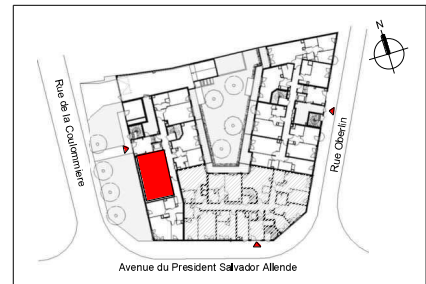 N
Rue de la Coulommiere
Rue Oberlin
Avenue du President Salvador Allende